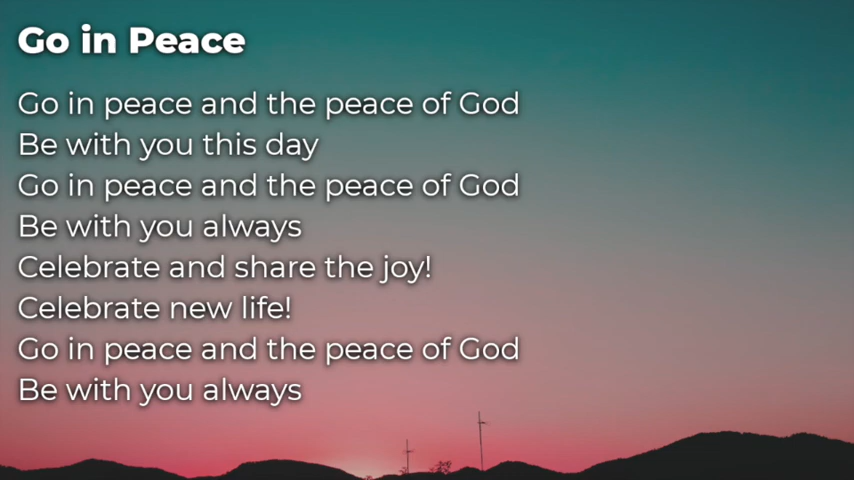 Go in Peace
Go in peace and the peace of God
Be with you this day
Go in peace and the peace of God
Be with you always
Celebrate and share the joy!
Celebrate new life!
Go in peace and the peace of God
Be with you always